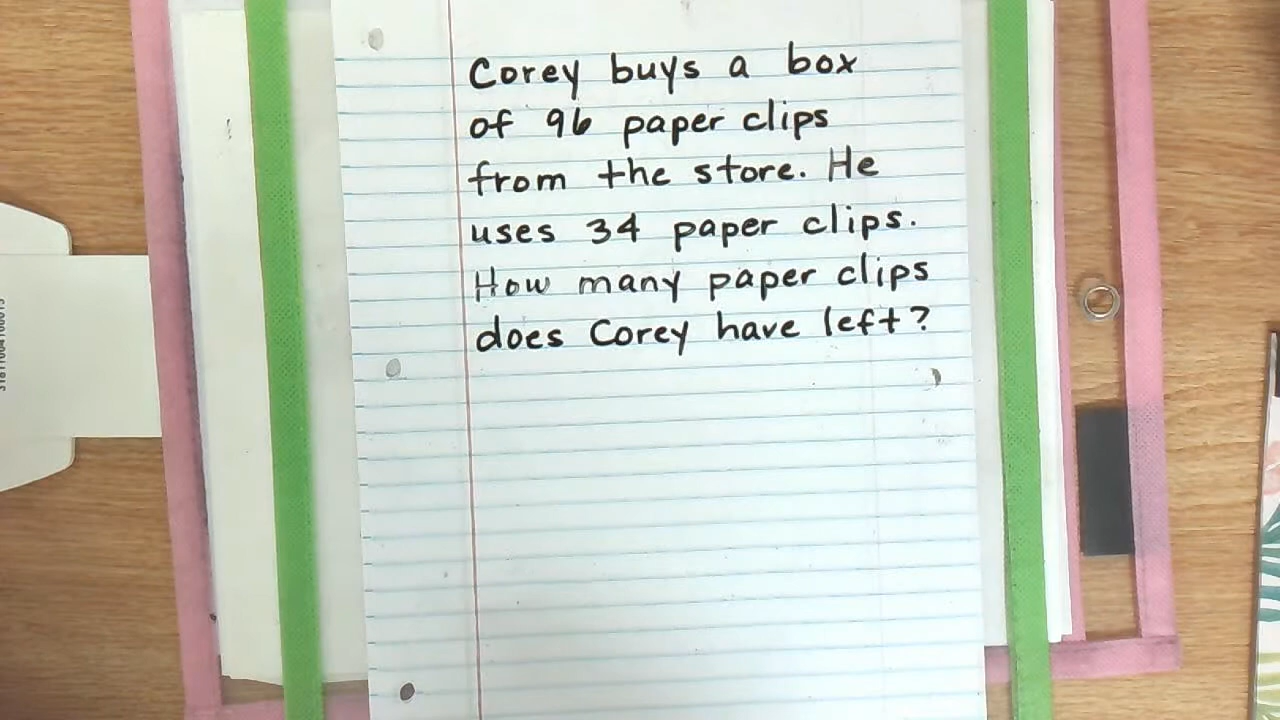 Corey buys a box
of 96 paper clips
from the store. He
uses 34 paper clips.
How many paper clips
does Corey have left?